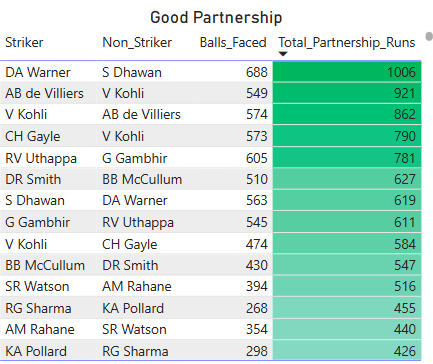 Good Partnership
Striker Non_Striker Balls_Faced Total_Partnership_Runs
DA Warner S Dhawan 688 1006
AB de Villiers V Kohli 549 921
V Kohli AB de Villiers 574 862
CH Gayle V Kohli 573 790
RV Uthappa G Gambhir 605 781
DR Smith BB McCullum 510 627
S Dhawan DA Warner 563 619
G Gambhir RV Uthappa 545 611
V Kohli CH Gayle 474 584
BB McCullum DR Smith 430 547
SR Watson AM Rahane 394 516
RG Sharma KA Pollard 268 455
AM Rahane SR Watson 354 440
KA Pollard RG Sharma 298 426